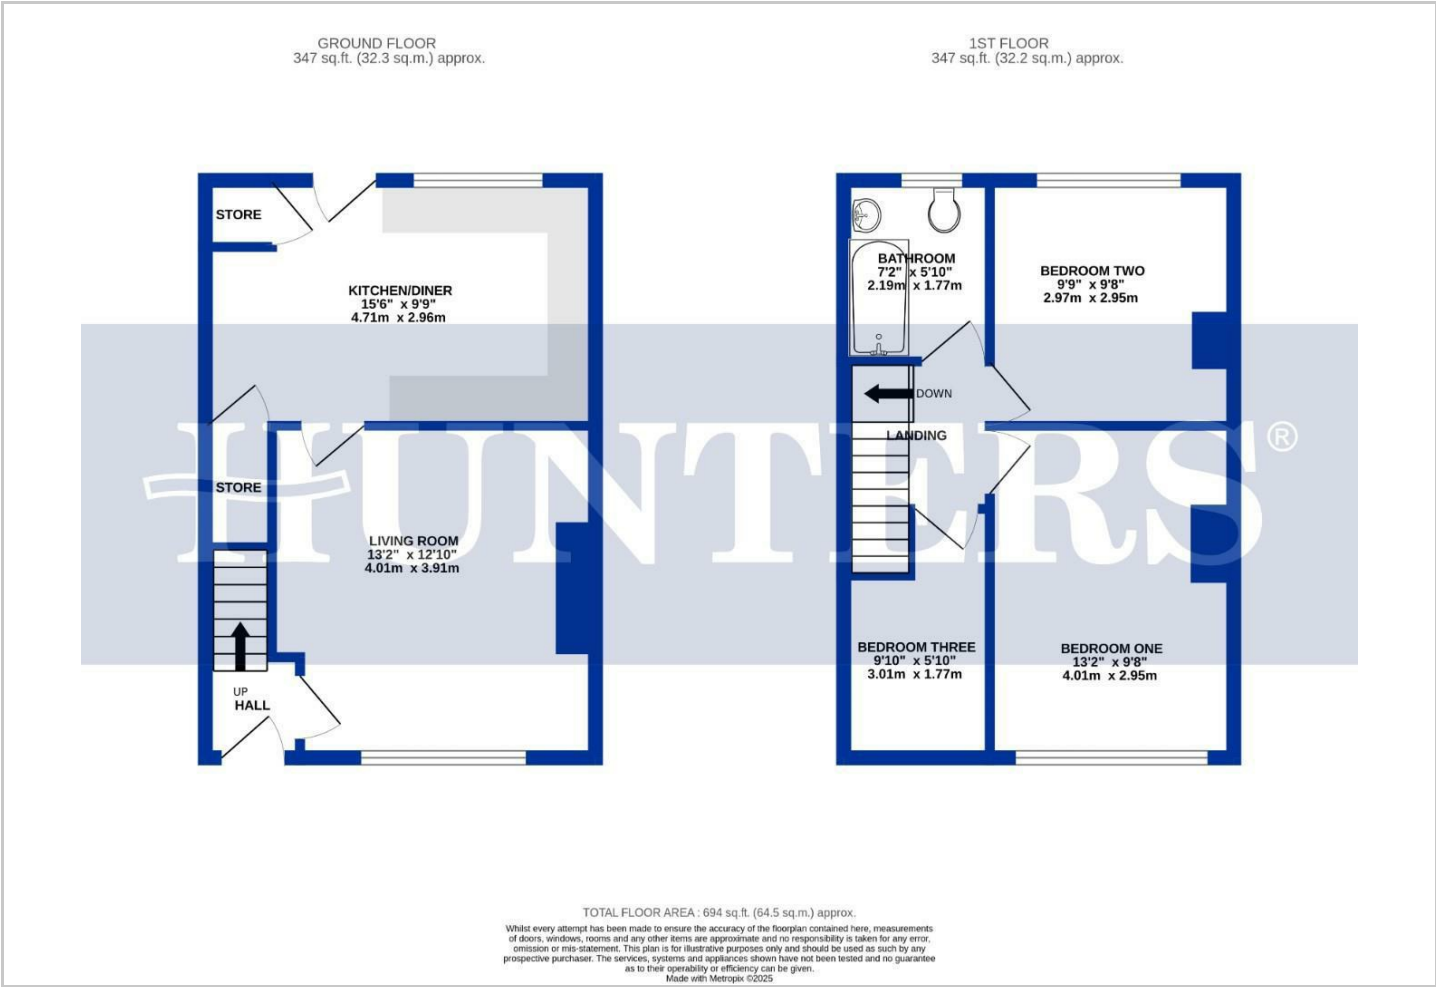 GROUND FLOOR
347 sq.ft. (32.3 sq.m.) approx.
STORE
KITCHEN/DINER
15'6" x 9'9"
4.71m x 2.96m
STORE
LIVING ROOM
13'2" x 12'10"
4.01m x 3.91m
UP
HALL
1ST FLOOR
347 sq.ft. (32.2 sq.m.) approx.
BATHROOM
7'2" x 5'10"
2.19m x 1.77m
BEDROOM TWO
9'9" x 9'8"
2.97m x 2.95m
DOWN
LANDING
BEDROOM THREE
9'10" x 5'10"
3.01m x 1.77m
BEDROOM ONE
13'2" x 9'8"
4.01m x 2.95m
HUNTERS®
TOTAL FLOOR AREA : 694 sq.ft. (64.5 sq.m.) approx.
Whilst every attempt has been made to ensure the accuracy of the floorplan contained here, measurements
of doors, windows, rooms and any other items are approximate and no responsibility is taken for any error,
omission or mis-statement. This plan is for illustrative purposes only and should be used as such by any
prospective purchaser. The services, systems and appliances shown have not been tested and no guarantee
as to their operability or efficiency can be given.
Made with Metropix ©2025